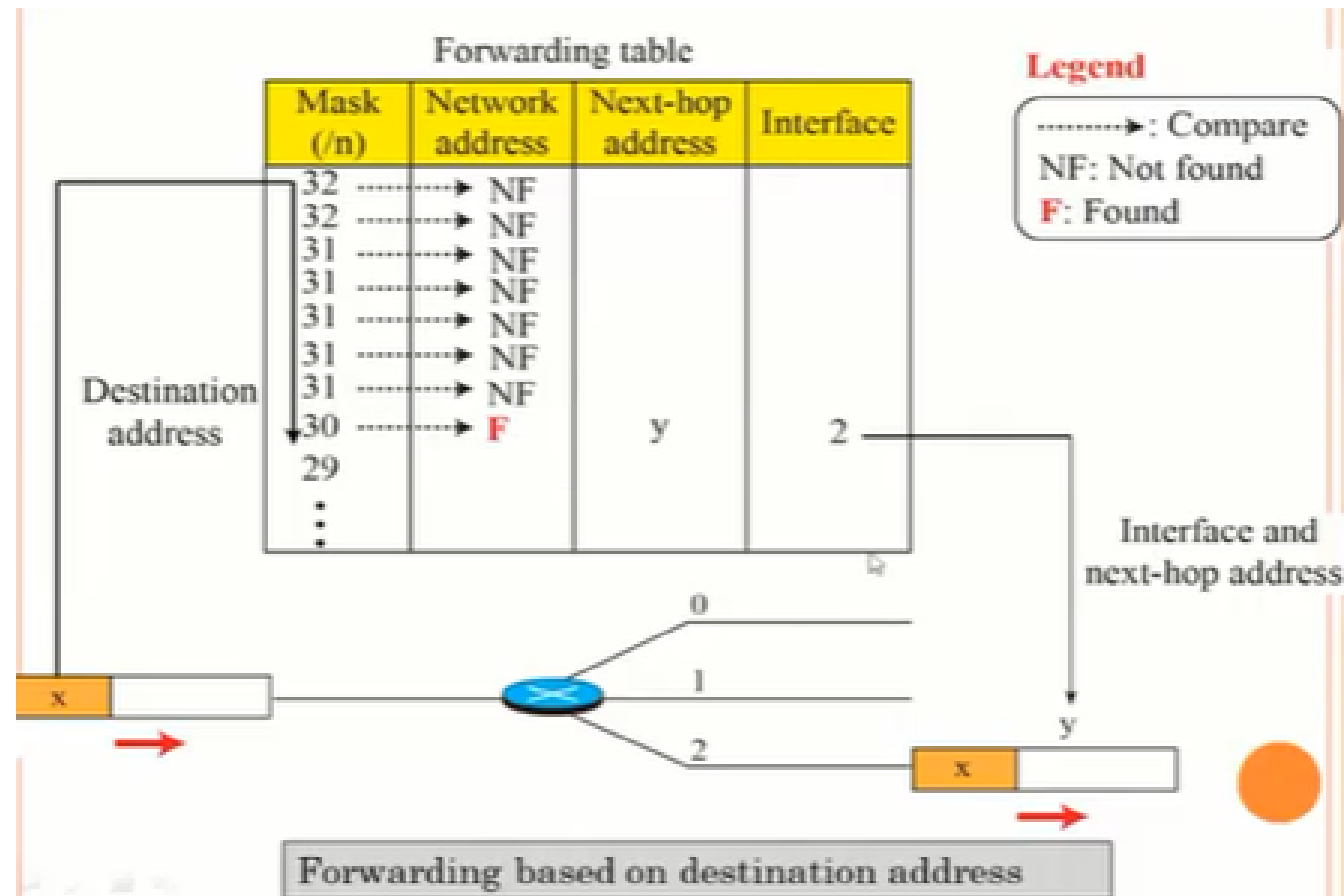 Forwarding table
Legend
Mask (/n) Network address Next-hop address Interface
: Compare
NF: Not found
F: Found
32 NF
32 NF
31 NF
31 NF
31 NF
31 NF
31 NF
30 F y 2
29
Destination address
Interface and next-hop address
0
1
2
x
y
x
Forwarding based on destination address